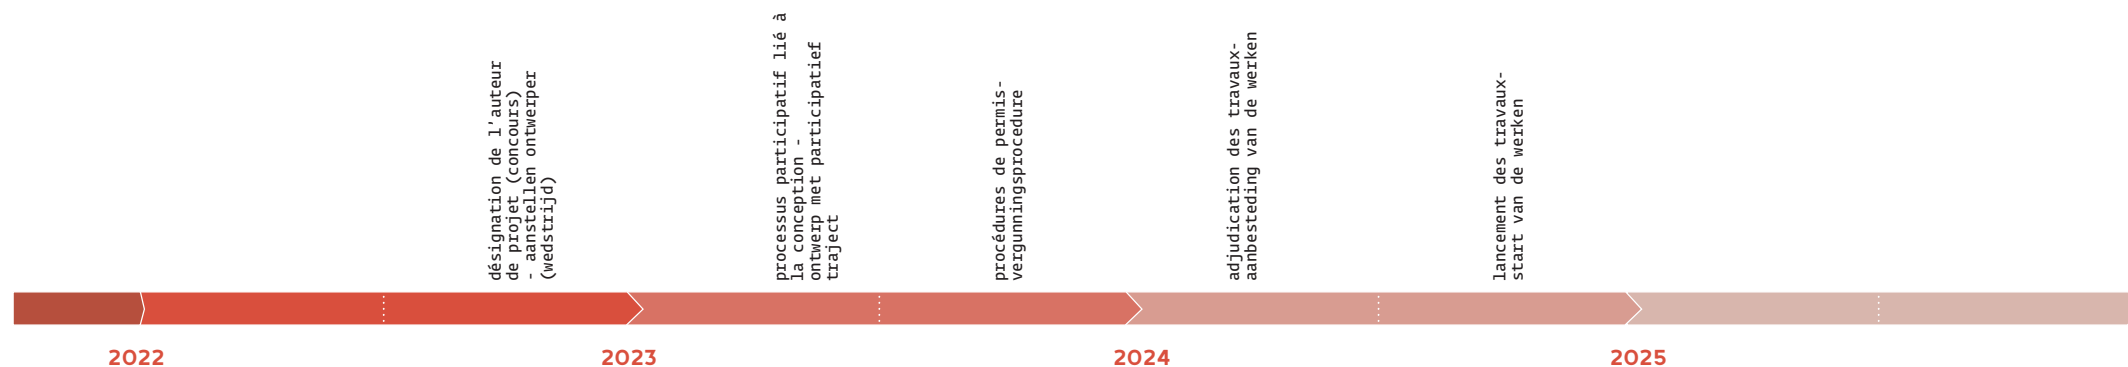 désignation de l'auteur
de projet (concours)
- aanstellen ontwerper
(wedstrijd)
processus participatif lié à
la conception -
ontwerp met participatief
traject
procédures de permis-
vergunningsprocedure
adjudication des travaux-
aanbesteding van de werken
lancement des travaux-
start van de werken
2022
2023
2024
2025